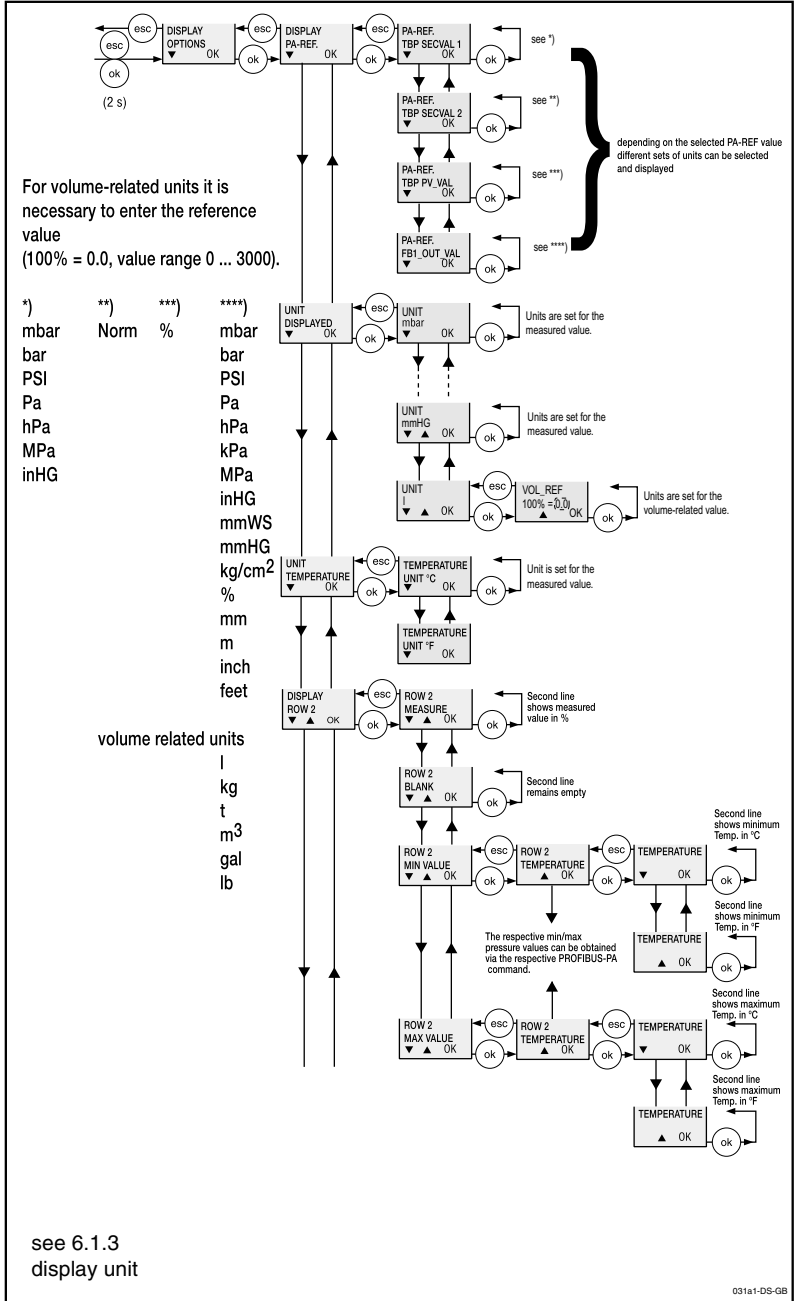 esc
DISPLAY
OPTIONS
▼ OK
esc
DISPLAY
PA-REF.
▼ OK
esc
PA-REF.
TBP SECVAL 1
▼ OK
see *)
esc
ok
ok
ok
ok
(2 s)
PA-REF.
TBP SECVAL 2
▼ OK
see **)
ok
PA-REF.
TBP PV_VAL
▼ OK
see ***)
ok
PA-REF.
FB1_OUT_VAL
▼ OK
see ****)
ok
depending on the selected PA-REF value
different sets of units can be selected
and displayed
For volume-related units it is
necessary to enter the reference
value
(100% = 0.0, value range 0 ... 3000).
*) **) ***) ****)
mbar Norm % mbar
bar bar
PSI PSI
Pa Pa
hPa hPa
MPa kPa
inHG MPa
inHG
mmWS
mmHG
kg/cm2
%
mm
m
inch
feet
volume related units
l
kg
t
m3
gal
lb
UNIT
DISPLAYED
▼ OK
esc
ok
UNIT
mbar
▼ OK
ok
Units are set for the
measured value.
UNIT
mmHG
▼ ▲ OK
ok
Units are set for the
measured value.
UNIT
l
▼ ▲ OK
esc
ok
VOL_REF
100% =0,0
▲ OK
ok
Units are set for the
volume-related value.
UNIT
TEMPERATURE
▼ OK
esc
ok
TEMPERATURE
UNIT °C
▼ OK
ok
Unit is set for the
measured value.
TEMPERATURE
UNIT °F
▼ OK
DISPLAY
ROW 2
▼ ▲ OK
esc
ok
ROW 2
MEASURE
▼ ▲ OK
ok
Second line
shows measured
value in %
ROW 2
BLANK
▼ ▲ OK
ok
Second line
remains empty
ROW 2
MIN VALUE
▼ ▲ OK
esc
ok
ROW 2
TEMPERATURE
▲ OK
esc
ok
TEMPERATURE
▼ OK
ok
Second line
shows minimum
Temp. in °C
TEMPERATURE
▲ OK
ok
Second line
shows minimum
Temp. in °F
The respective min/max
pressure values can be obtained
via the respective PROFIBUS-PA
command.
ROW 2
MAX VALUE
▼ ▲ OK
esc
ok
ROW 2
TEMPERATURE
▲ OK
esc
ok
TEMPERATURE
▼ OK
ok
Second line
shows maximum
Temp. in °C
TEMPERATURE
▲ OK
ok
Second line
shows maximum
Temp. in °F
see 6.1.3
display unit
031a1-DS-GB